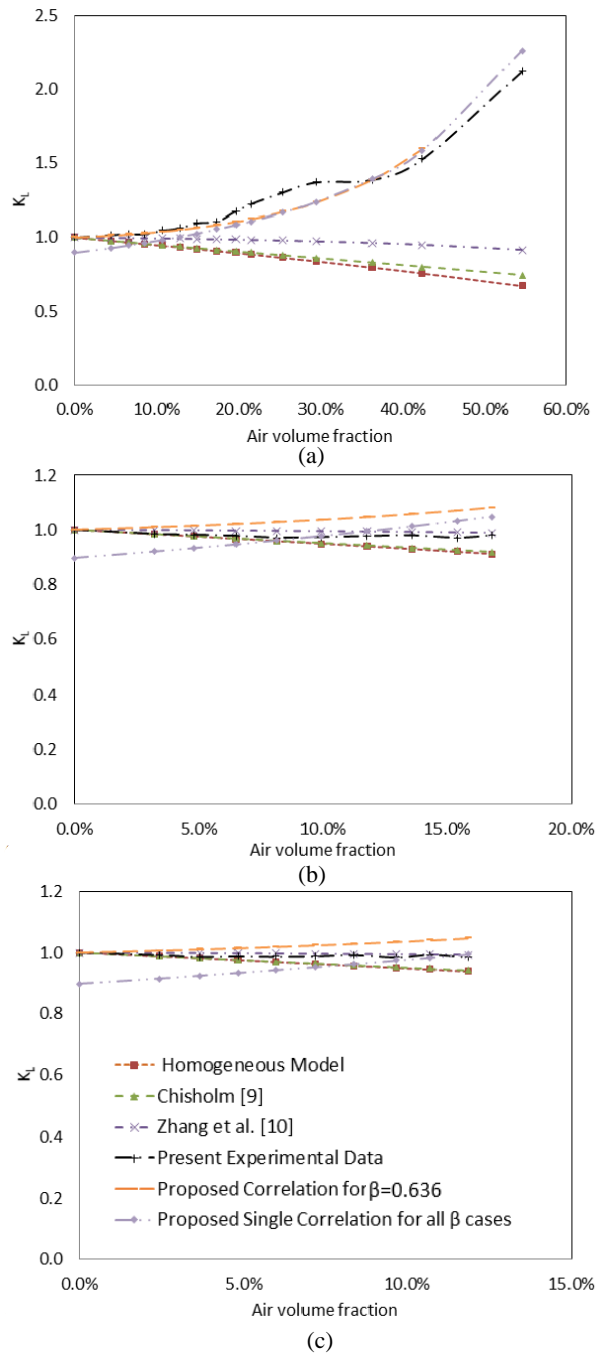 2.5
2.0
1.5
1.0
0.5
0.0
K_L
0.0% 10.0% 20.0% 30.0% 40.0% 50.0% 60.0%
Air volume fraction
(a)
1.2
1.0
0.8
0.6
0.4
0.2
0.0
K_L
0.0% 5.0% 10.0% 15.0% 20.0%
Air volume fraction
(b)
1.2
1.0
0.8
0.6
0.4
0.2
0.0
K_L
Homogeneous Model
Chisholm [9]
Zhang et al. [10]
Present Experimental Data
Proposed Correlation for β=0.636
Proposed Single Correlation for all β cases
0.0% 5.0% 10.0% 15.0%
Air volume fraction
(c)